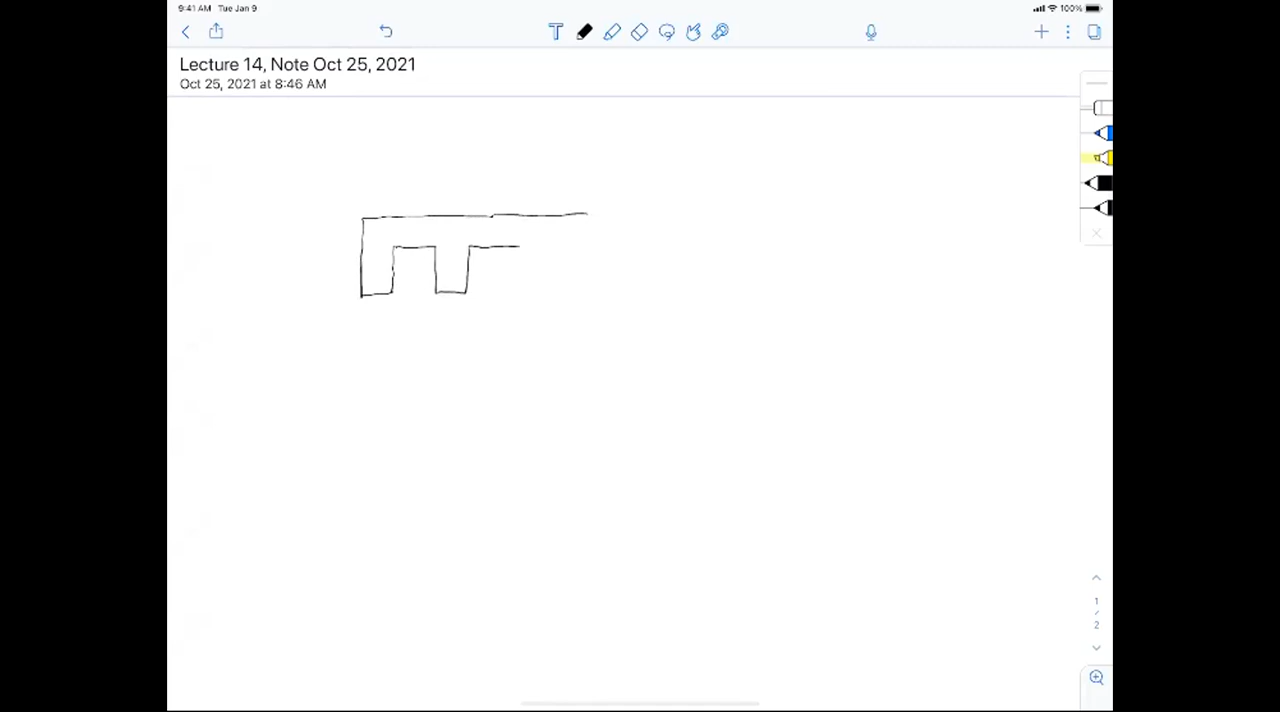 9:41 AM Tue Jan 9
100%
Lecture 14, Note Oct 25, 2021
Oct 25, 2021 at 8:46 AM
1
2